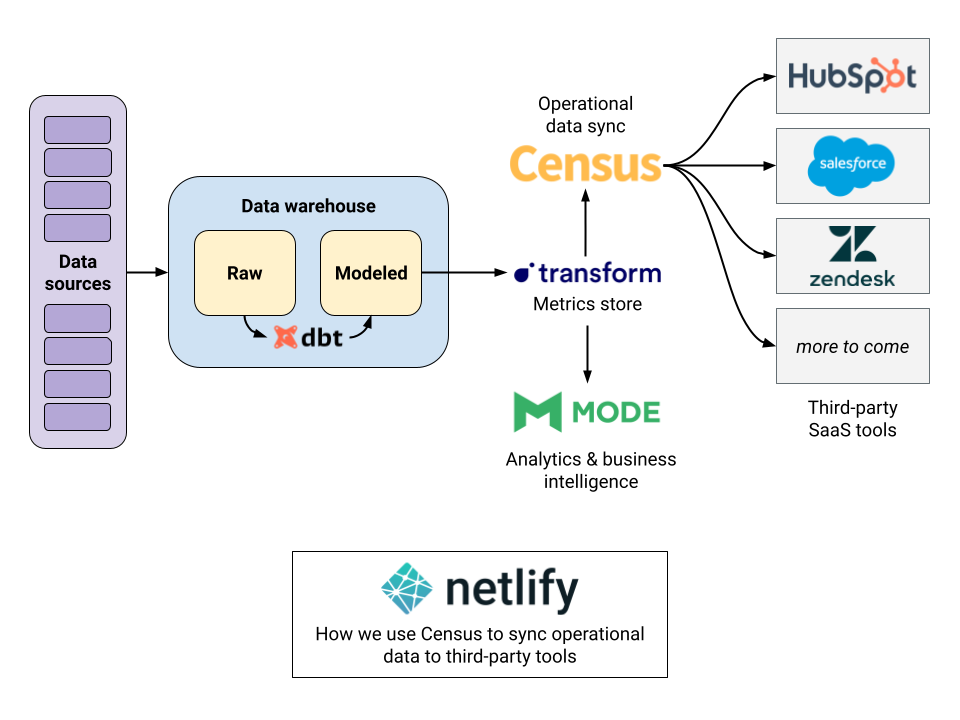 Data
sources
Data warehouse
Raw
Modeled
dbt
Operational
data sync
Census
transform
Metrics store
MODE
Analytics & business
intelligence
HubSpot
salesforce
zendesk
more to come
Third-party
SaaS tools
netlify
How we use Census to sync operational
data to third-party tools